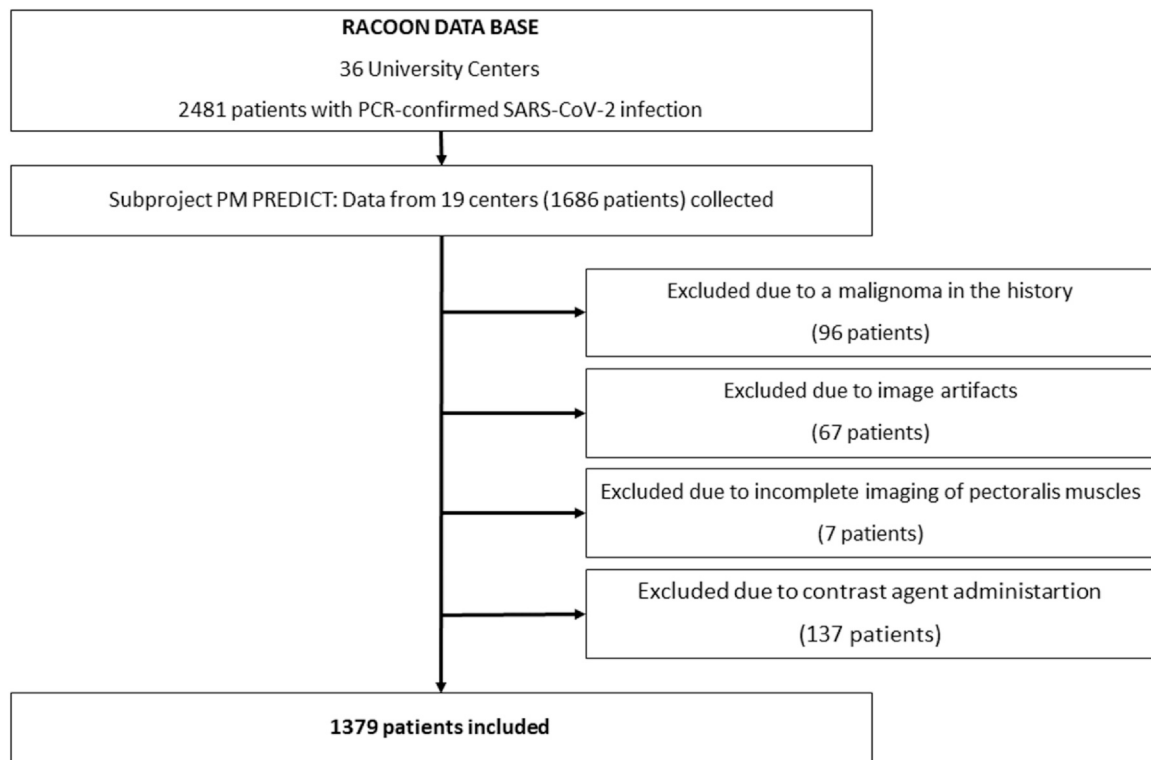 RACOON DATA BASE
36 University Centers
2481 patients with PCR-confirmed SARS-CoV-2 infection
Subproject PM PREDICT: Data from 19 centers (1686 patients) collected
Excluded due to a malignoma in the history
(96 patients)
Excluded due to image artifacts
(67 patients)
Excluded due to incomplete imaging of pectoralis muscles
(7 patients)
Excluded due to contrast agent administartion
(137 patients)
1379 patients included